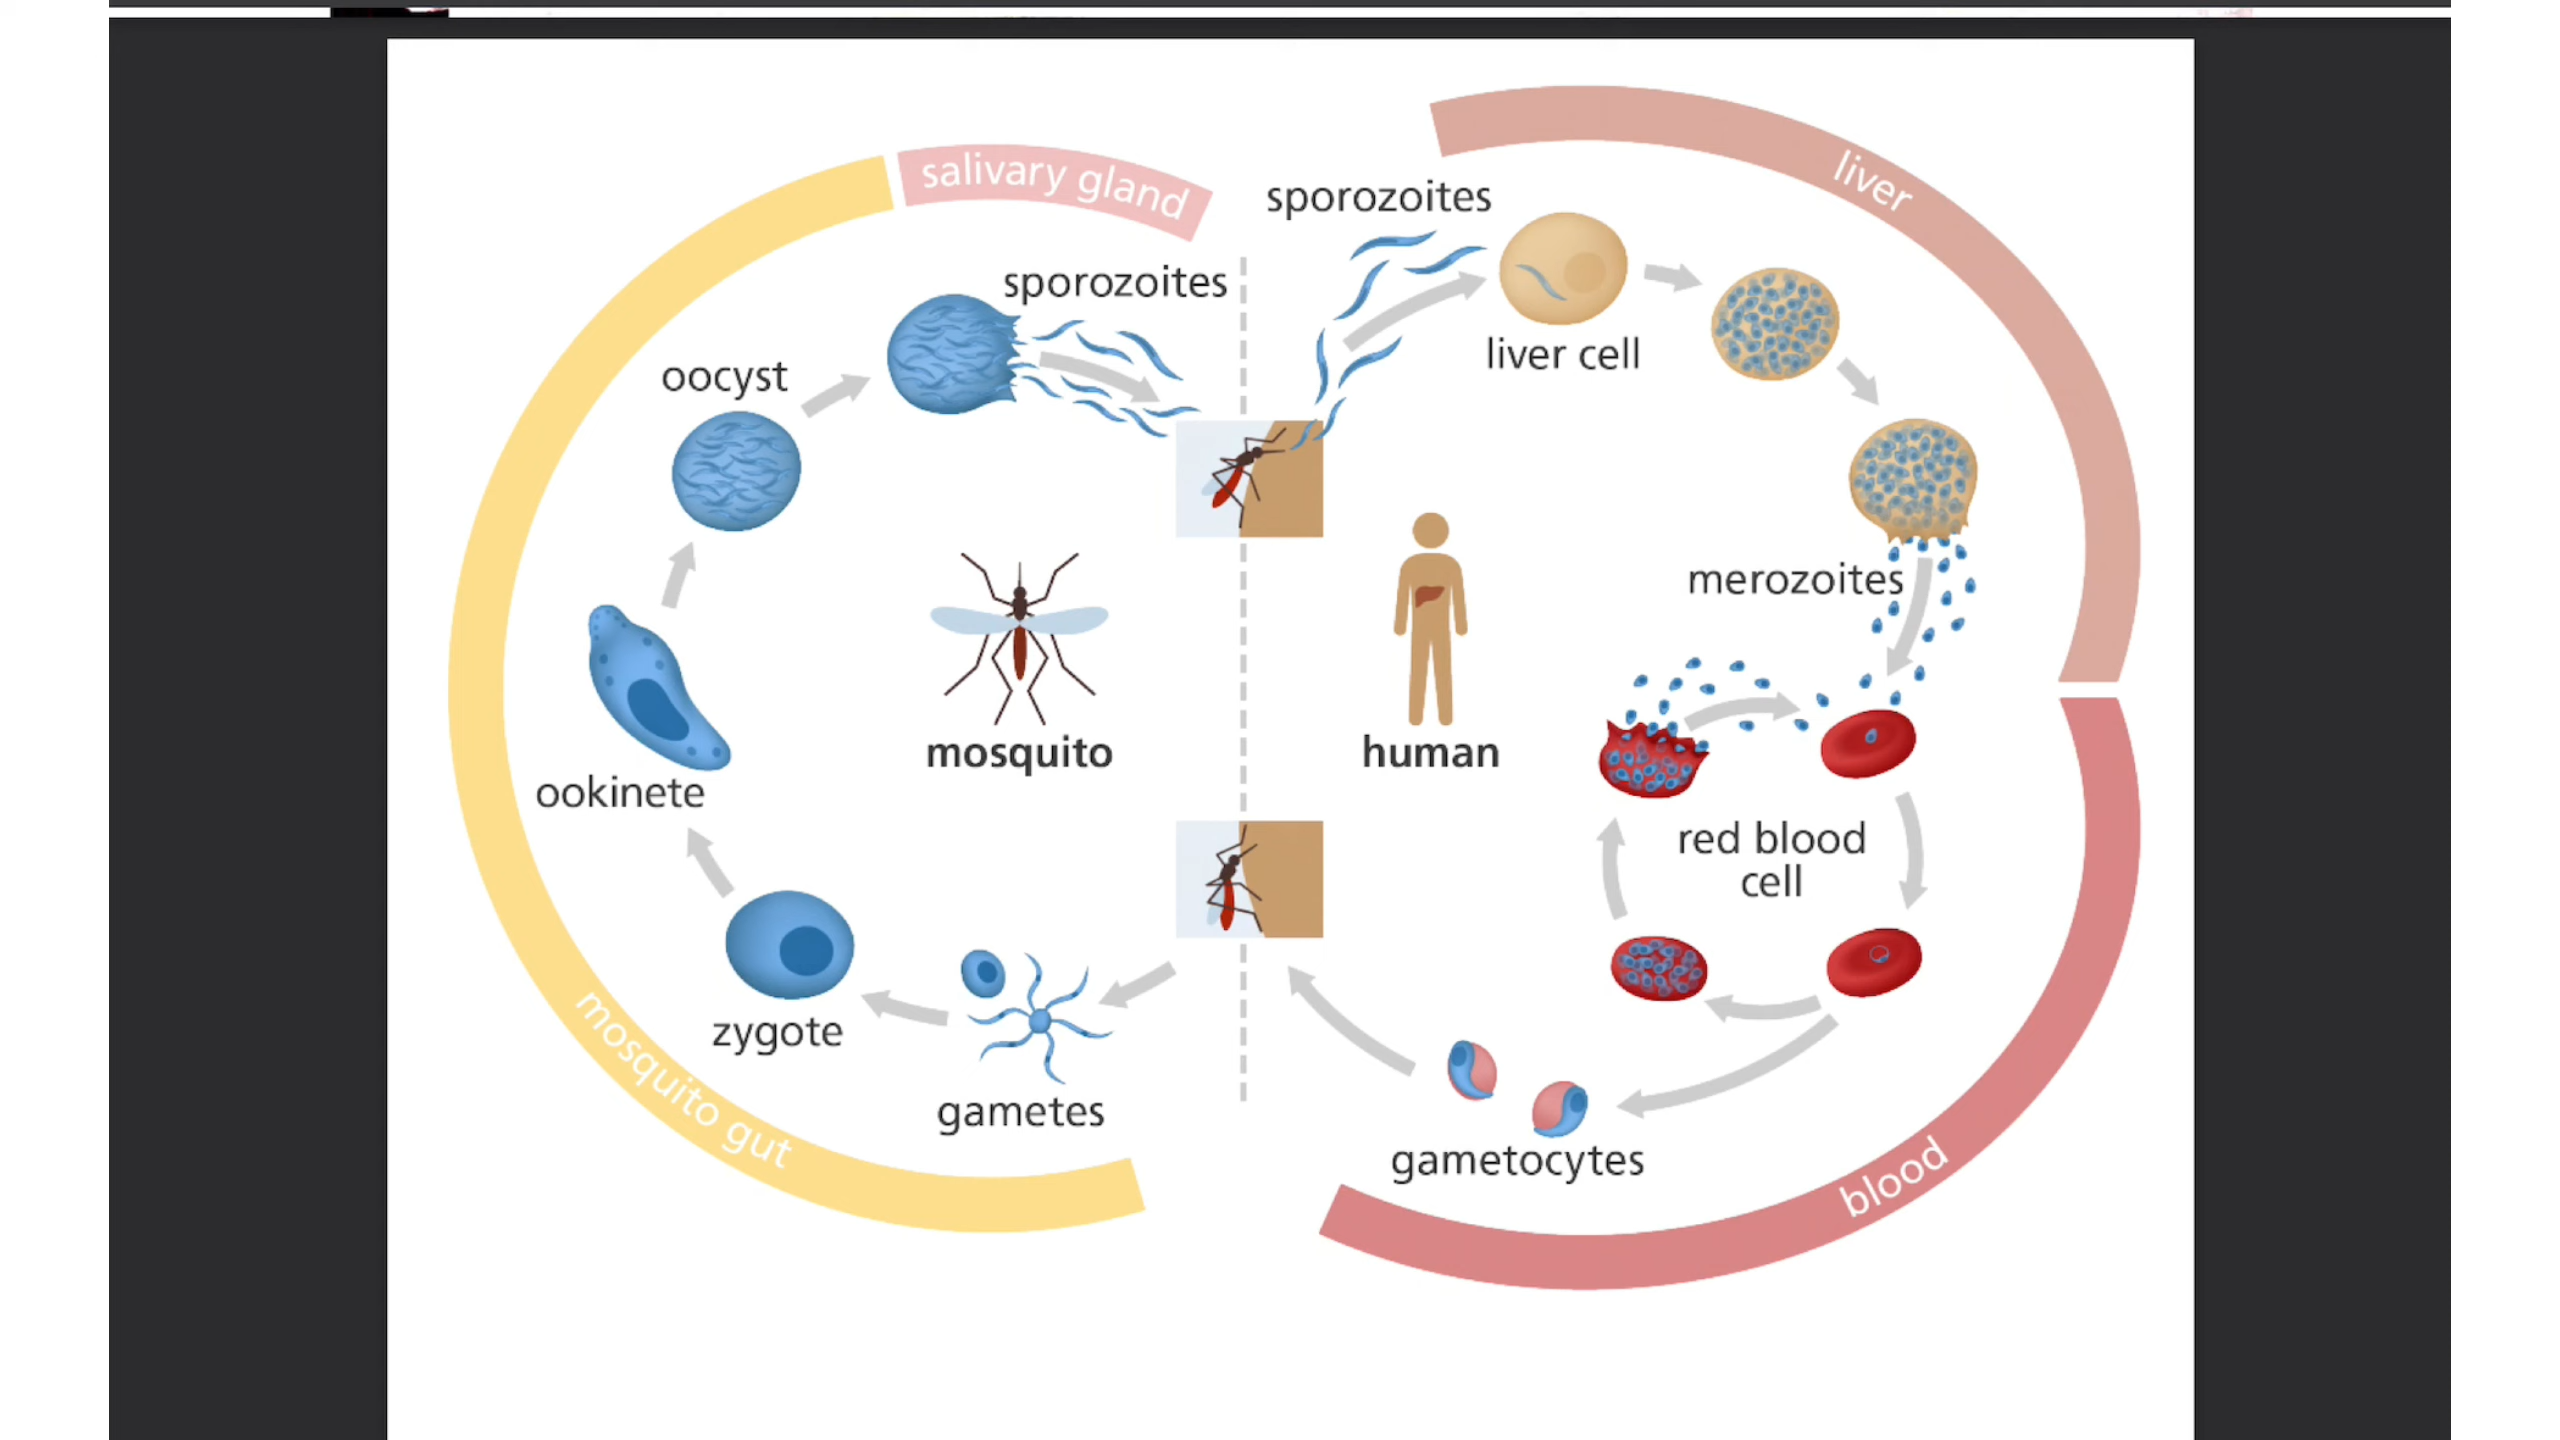 salivary gland
liver
sporozoites
sporozoites
liver cell
oocyst
merozoites
mosquito
human
ookinete
red blood
cell
zygote
gametes
gametocytes
mosquito gut
blood